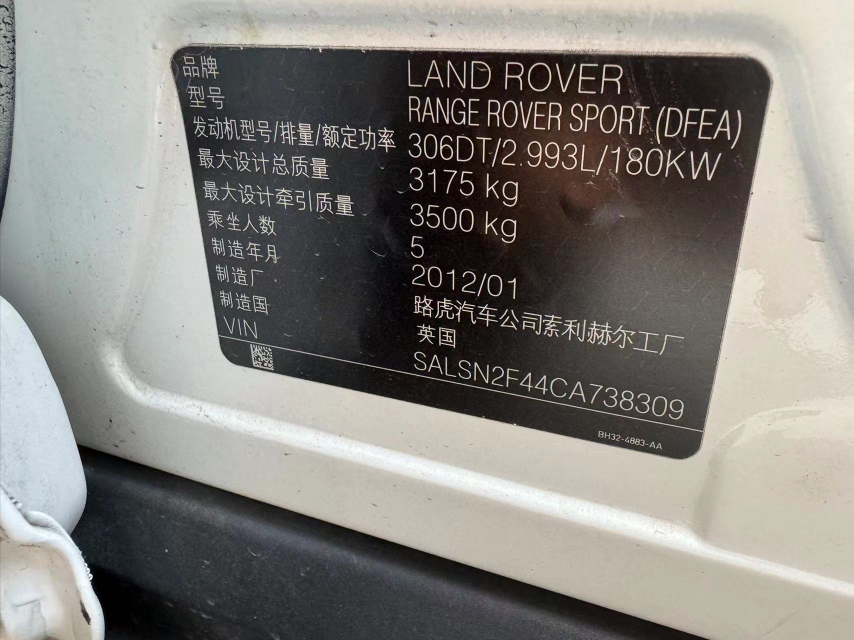 品牌 LAND ROVER
型号 RANGE ROVER SPORT (DFEA)
发动机型号/排量/额定功率 306DT/2.993L/180KW
最大设计总质量 3175 kg
最大设计牵引质量 3500 kg
乘坐人数 5
制造年月 2012/01
制造厂 路虎汽车公司索利赫尔工厂
制造国 英国
VIN SALSN2F44CA738309
BH32-4883-AA